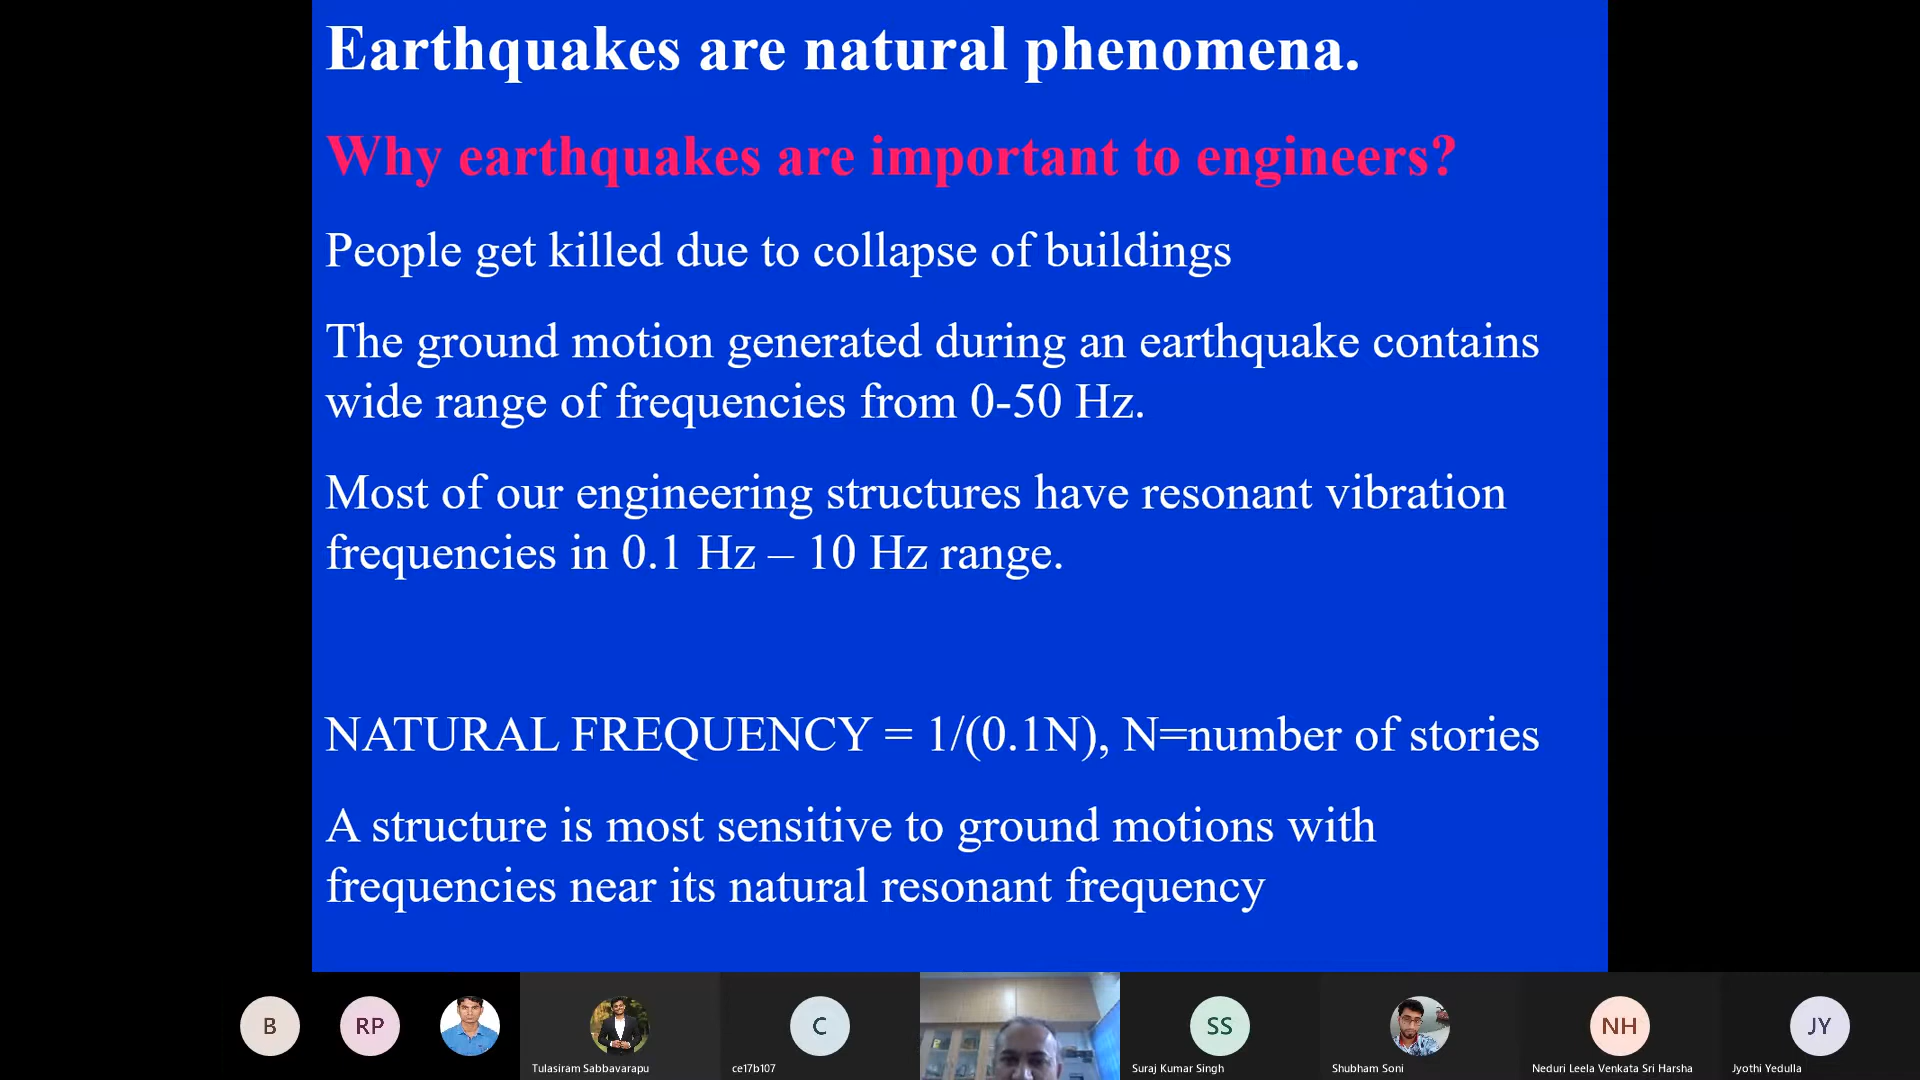 Earthquakes are natural phenomena.
Why earthquakes are important to engineers?
People get killed due to collapse of buildings
The ground motion generated during an earthquake contains
wide range of frequencies from 0-50 Hz.
Most of our engineering structures have resonant vibration
frequencies in 0.1 Hz – 10 Hz range.
NATURAL FREQUENCY = 1/(0.1N), N=number of stories
A structure is most sensitive to ground motions with
frequencies near its natural resonant frequency
B
RP
C
SS
NH
JY
Tulasiram Sabbavarapu
ce17b107
Suraj Kumar Singh
Shubham Soni
Neduri Leela Venkata Sri Harsha
Jyothi Yedulla